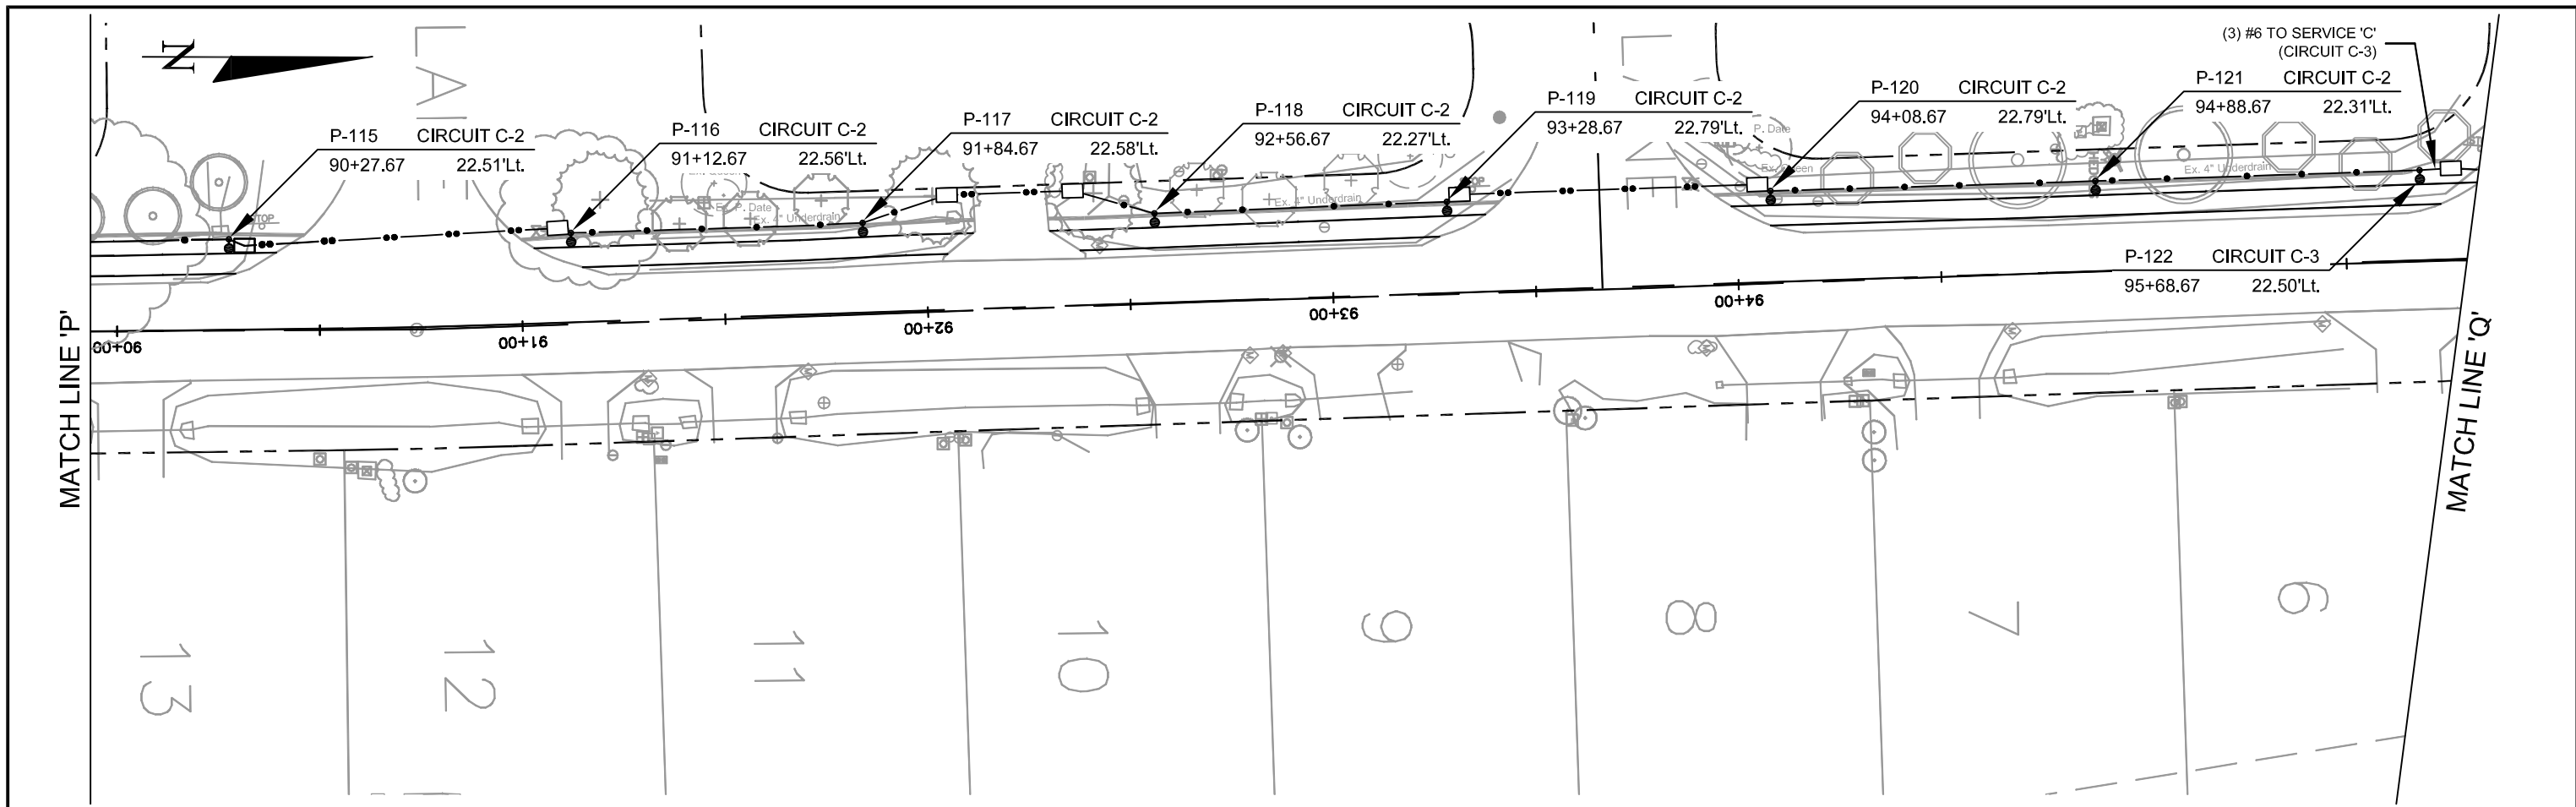 N
(3) #6 TO SERVICE 'C'
(CIRCUIT C-3)
P-115 CIRCUIT C-2
90+27.67 22.51'Lt.
P-116 CIRCUIT C-2
91+12.67 22.56'Lt.
P-117 CIRCUIT C-2
91+84.67 22.58'Lt.
P-118 CIRCUIT C-2
92+56.67 22.27'Lt.
P-119 CIRCUIT C-2
93+28.67 22.79'Lt.
P-120 CIRCUIT C-2
94+08.67 22.79'Lt.
P-121 CIRCUIT C-2
94+88.67 22.31'Lt.
P-122 CIRCUIT C-3
95+68.67 22.50'Lt.
P. Date
Ex. 4" Underdrain
Ex. 4" Underdrain
P. Date
Ex. 4" Underdrain
90+00
91+00
92+00
93+00
94+00
MATCH LINE 'P'
MATCH LINE 'Q'
13
12
11
10
9
8
7
6